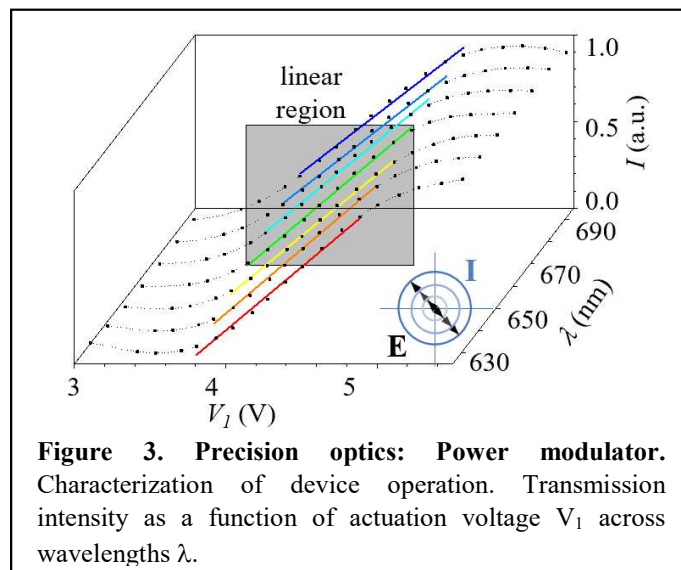 linear
region
1.0
0.5
0.0
I (a.u.)
690
670
650
630
λ (nm)
I
E
3
4
5
V1 (V)
Figure 3. Precision optics: Power modulator.
Characterization of device operation. Transmission
intensity as a function of actuation voltage V1 across
wavelengths λ.